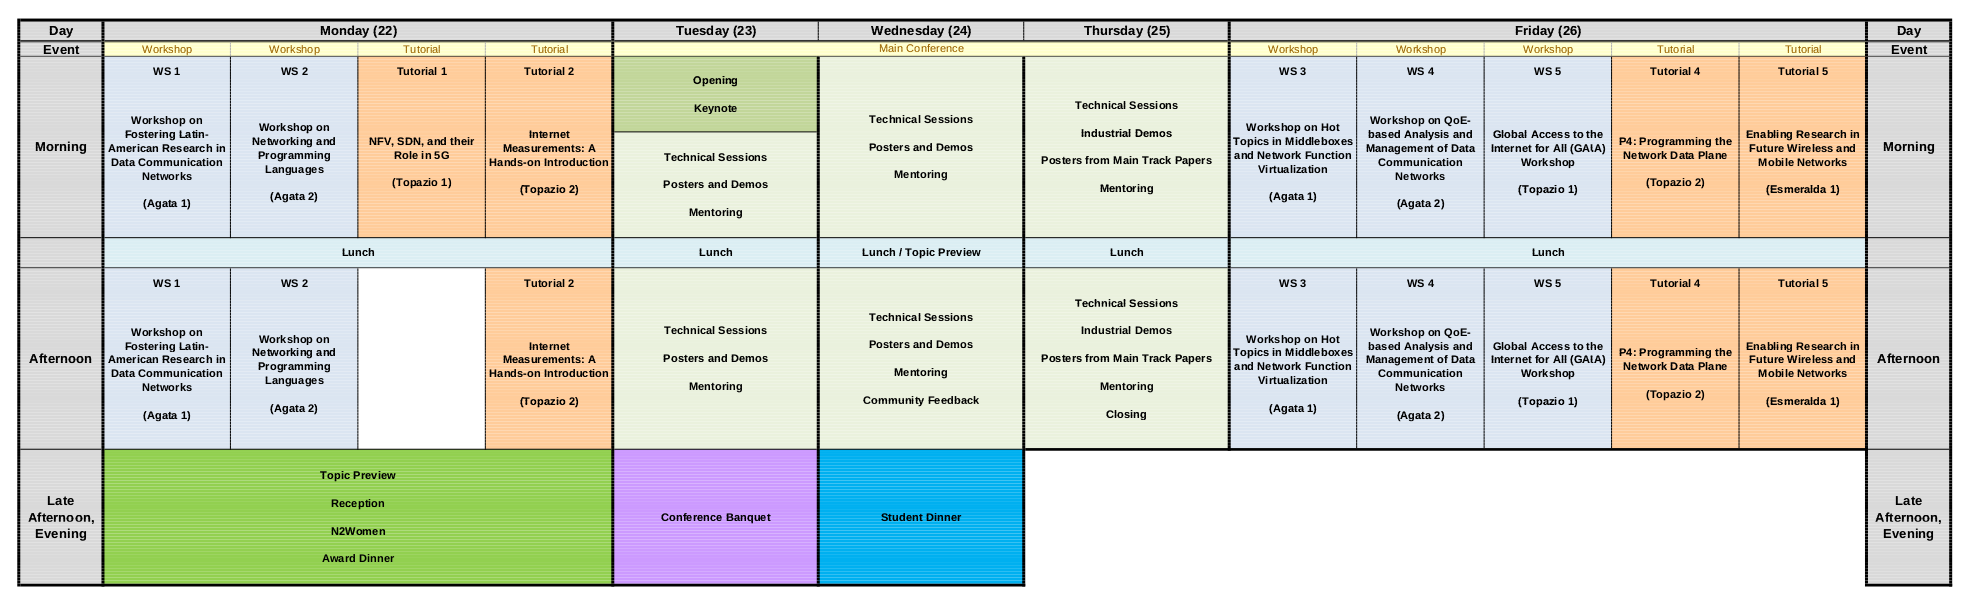 Day
Monday (22)
Tuesday (23)
Wednesday (24)
Thursday (25)
Friday (26)
Day
Event
Workshop
Workshop
Tutorial
Tutorial
Main Conference
Workshop
Workshop
Workshop
Tutorial
Tutorial
Event
Morning
WS 1
Workshop on
Fostering Latin-
American Research in
Data Communication
Networks
(Agata 1)
WS 2
Workshop on
Networking and
Programming
Languages
(Agata 2)
Tutorial 1
NFV, SDN, and their
Role in 5G
(Topazio 1)
Tutorial 2
Internet
Measurements: A
Hands-on Introduction
(Topazio 2)
Opening
Keynote
Technical Sessions
Posters and Demos
Mentoring
Technical Sessions
Posters and Demos
Mentoring
Technical Sessions
Industrial Demos
Posters from Main Track Papers
Mentoring
WS 3
Workshop on Hot
Topics in Middleboxes
and Network Function
Virtualization
(Agata 1)
WS 4
Workshop on QoE-
based Analysis and
Management of Data
Communication
Networks
(Agata 2)
WS 5
Global Access to the
Internet for All (GAIA)
Workshop
(Topazio 1)
Tutorial 4
P4: Programming the
Network Data Plane
(Topazio 2)
Tutorial 5
Enabling Research in
Future Wireless and
Mobile Networks
(Esmeralda 1)
Morning
Lunch
Lunch
Lunch / Topic Preview
Lunch
Lunch
Afternoon
WS 1
Workshop on
Fostering Latin-
American Research in
Data Communication
Networks
(Agata 1)
WS 2
Workshop on
Networking and
Programming
Languages
(Agata 2)
Tutorial 2
Internet
Measurements: A
Hands-on Introduction
(Topazio 2)
Technical Sessions
Posters and Demos
Mentoring
Technical Sessions
Posters and Demos
Mentoring
Community Feedback
Technical Sessions
Industrial Demos
Posters from Main Track Papers
Mentoring
Closing
WS 3
Workshop on Hot
Topics in Middleboxes
and Network Function
Virtualization
(Agata 1)
WS 4
Workshop on QoE-
based Analysis and
Management of Data
Communication
Networks
(Agata 2)
WS 5
Global Access to the
Internet for All (GAIA)
Workshop
(Topazio 1)
Tutorial 4
P4: Programming the
Network Data Plane
(Topazio 2)
Tutorial 5
Enabling Research in
Future Wireless and
Mobile Networks
(Esmeralda 1)
Afternoon
Late
Afternoon,
Evening
Topic Preview
Reception
N2Women
Award Dinner
Conference Banquet
Student Dinner
Late
Afternoon,
Evening